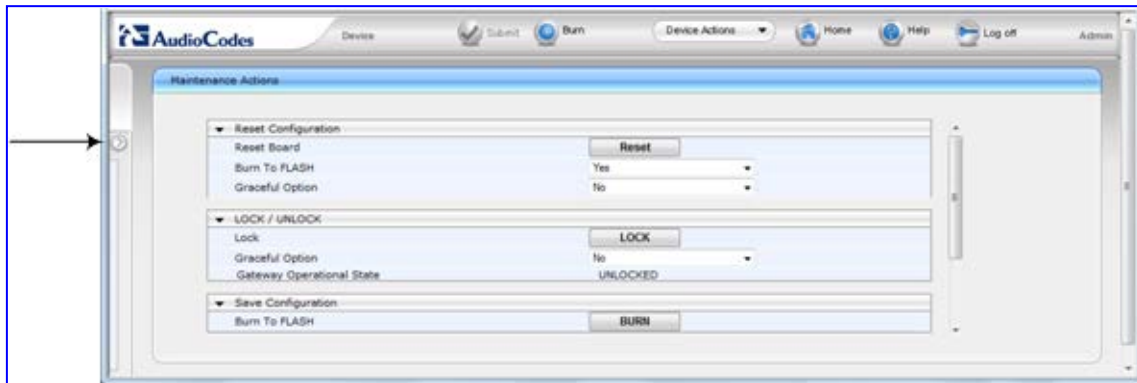 AudioCodes Device Submit Burn Device Actions Home Help Log off Admin
Maintenance Actions
Reset Configuration
Reset Board Reset
Burn To FLASH Yes
Graceful Option No
LOCK / UNLOCK
Lock LOCK
Graceful Option No
Gateway Operational State UNLOCKED
Save Configuration
Burn To FLASH BURN